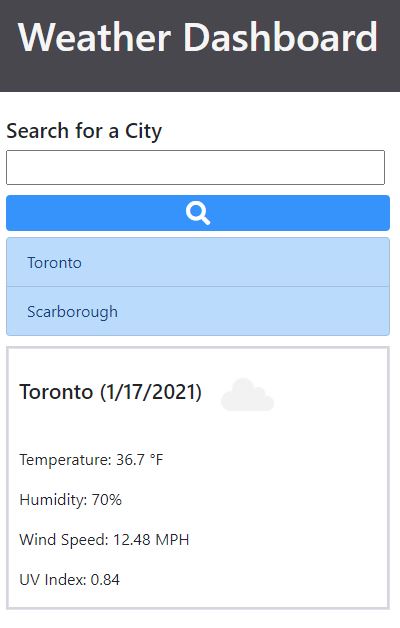 Weather Dashboard
Search for a City
Toronto
Scarborough
Toronto (1/17/2021)
Temperature: 36.7 °F
Humidity: 70%
Wind Speed: 12.48 MPH
UV Index: 0.84